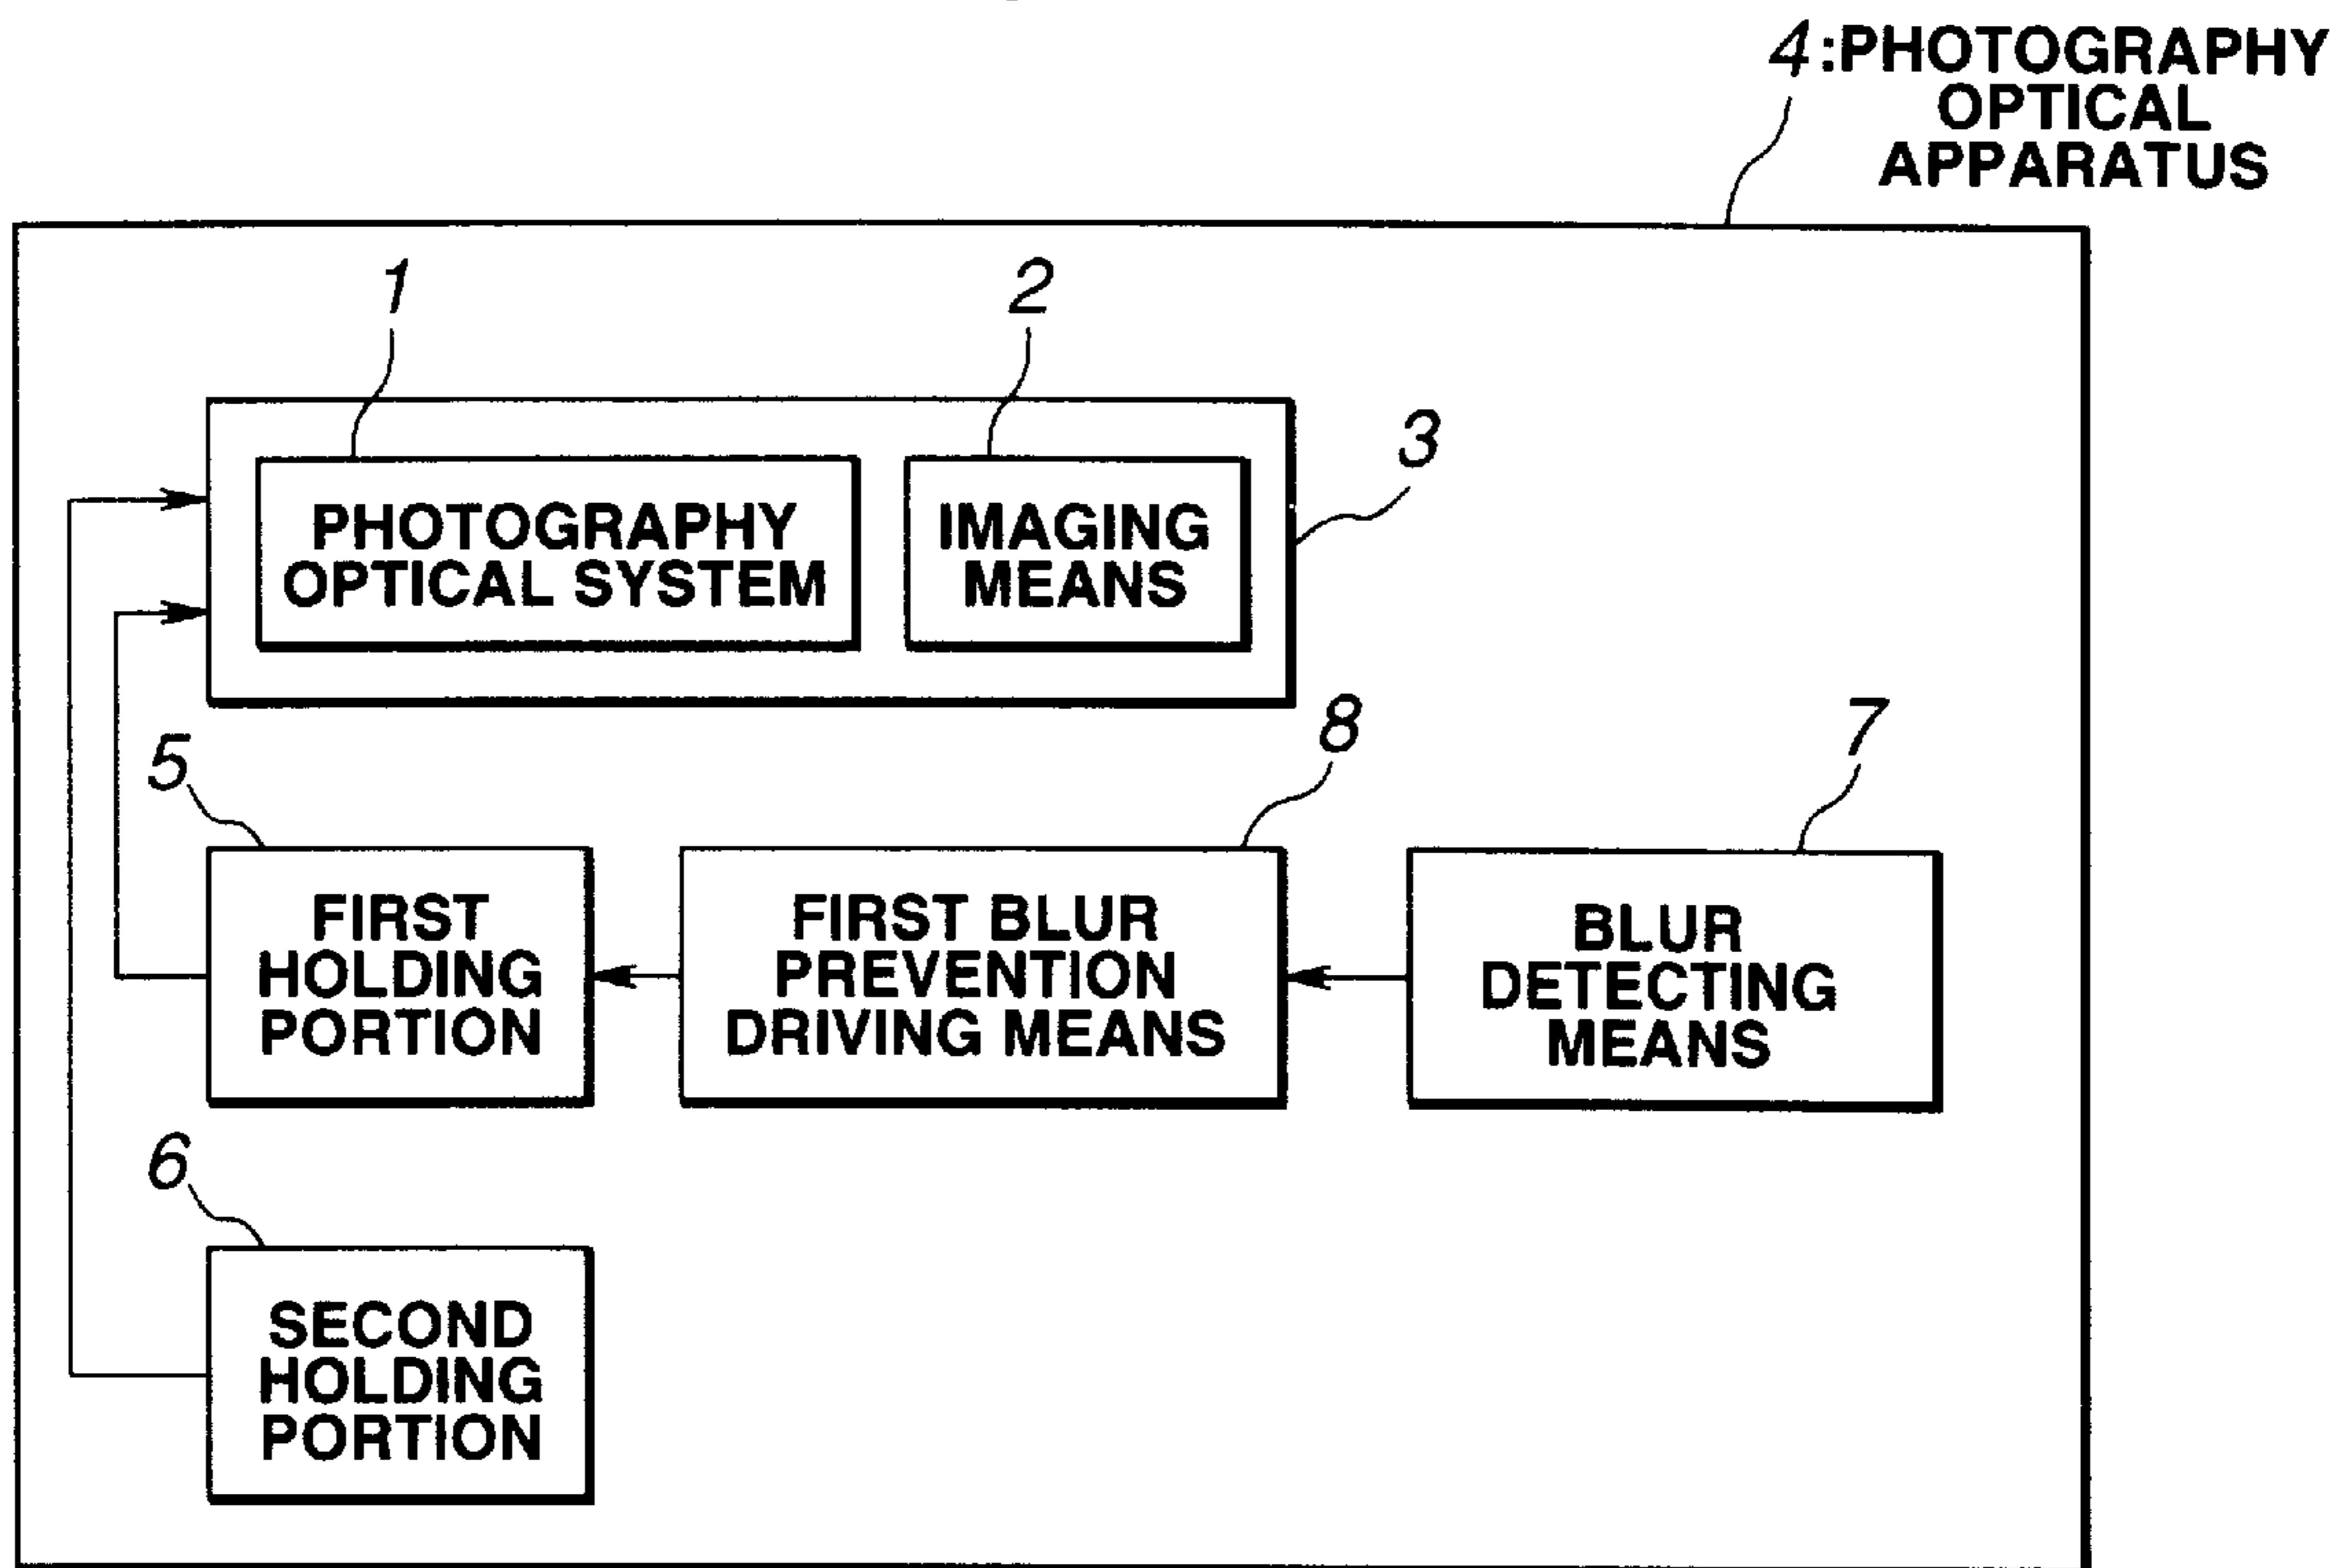 4:PHOTOGRAPHY
OPTICAL
APPARATUS
1
2
3
PHOTOGRAPHY
OPTICAL SYSTEM
IMAGING
MEANS
5
8
7
FIRST
HOLDING
PORTION
FIRST BLUR
PREVENTION
DRIVING MEANS
BLUR
DETECTING
MEANS
6
SECOND
HOLDING
PORTION